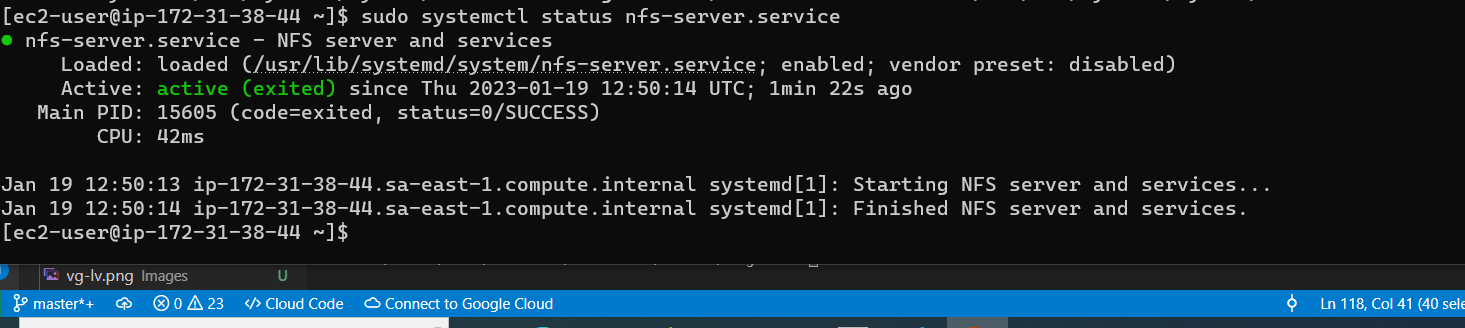 [ec2-user@ip-172-31-38-44 ~]$ sudo systemctl status nfs-server.service
● nfs-server.service - NFS server and services
Loaded: loaded (/usr/lib/systemd/system/nfs-server.service; enabled; vendor preset: disabled)
Active: active (exited) since Thu 2023-01-19 12:50:14 UTC; 1min 22s ago
Main PID: 15605 (code=exited, status=0/SUCCESS)
CPU: 42ms
Jan 19 12:50:13 ip-172-31-38-44.sa-east-1.compute.internal systemd[1]: Starting NFS server and services...
Jan 19 12:50:14 ip-172-31-38-44.sa-east-1.compute.internal systemd[1]: Finished NFS server and services.
[ec2-user@ip-172-31-38-44 ~]$
vg-lv.png Images U
master*+ 0 23 Cloud Code Connect to Google Cloud Ln 118, Col 41 (40 sele